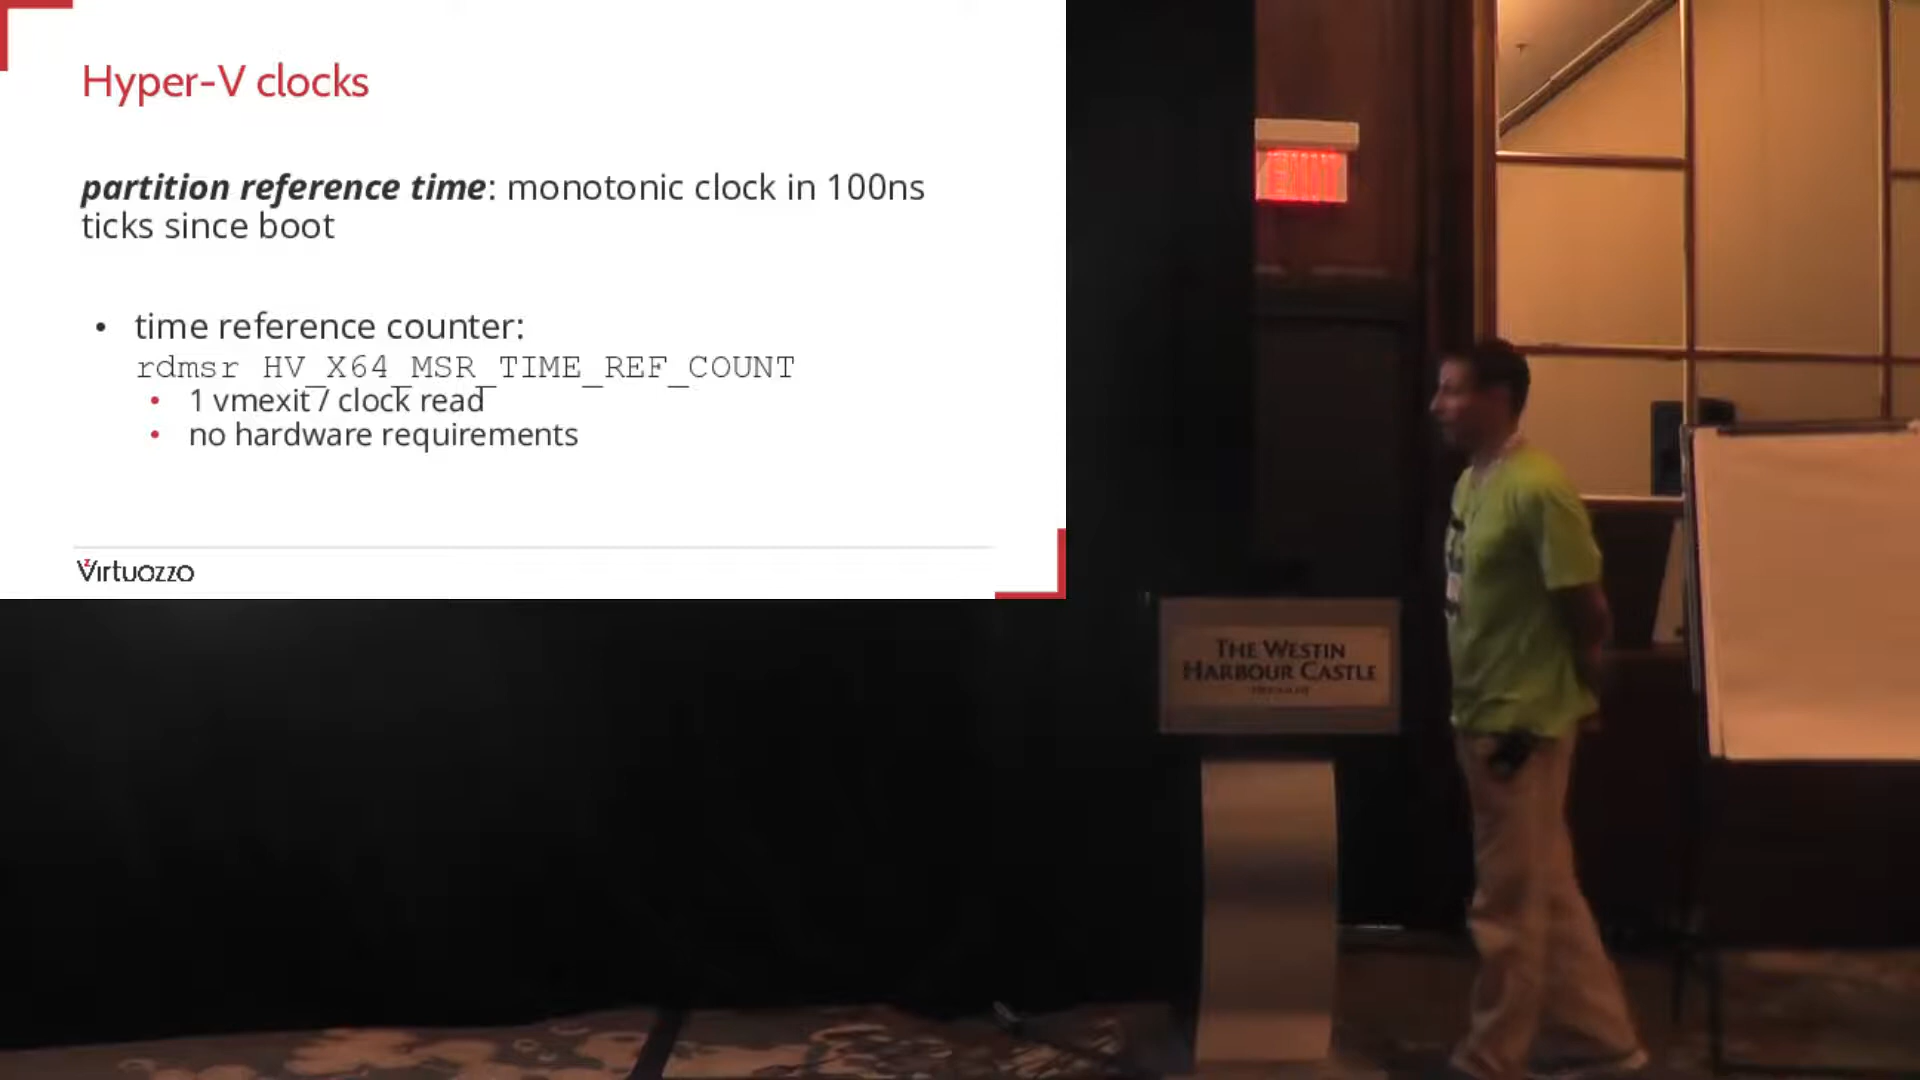 Hyper-V clocks
partition reference time: monotonic clock in 100ns
ticks since boot
• time reference counter:
rdmsr HV_X64_MSR_TIME_REF_COUNT
• 1 vmexit / clock read
• no hardware requirements
Virtuozzo
EXIT
THE WESTIN
HARBOUR CASTLE